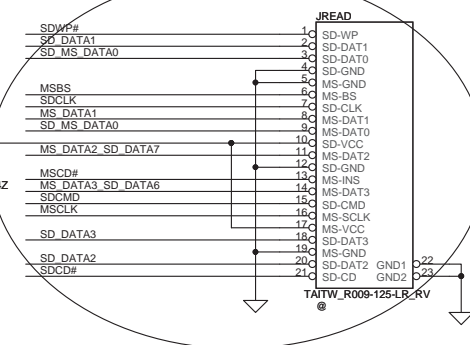 JREAD
SDWP# 1 SD-WP
SD_DATA1 2 SD-DAT1
SD_MS_DATA0 3 SD-DAT0
4 SD-GND
5 MS-GND
MSBS 6 MS-BS
SDCLK 7 SD-CLK
MS_DATA1 8 MS-DAT1
SD_MS_DATA0 9 MS-DAT0
10 SD-VCC
MS_DATA2_SD_DATA7 11 MS-DAT2
12 SD-GND
MSCD# 13 MS-INS
MS_DATA3_SD_DATA6 14 MS-DAT3
SDCMD 15 SD-CMD
MSCLK 16 MS-SCLK
17 MS-VCC
SD_DATA3 18 SD-DAT3
19 MS-GND
SD_DATA2 20 SD-DAT2 GND1 22
SDCD# 21 SD-CD GND2 23
TAITW_R009-125-LR_RV
@